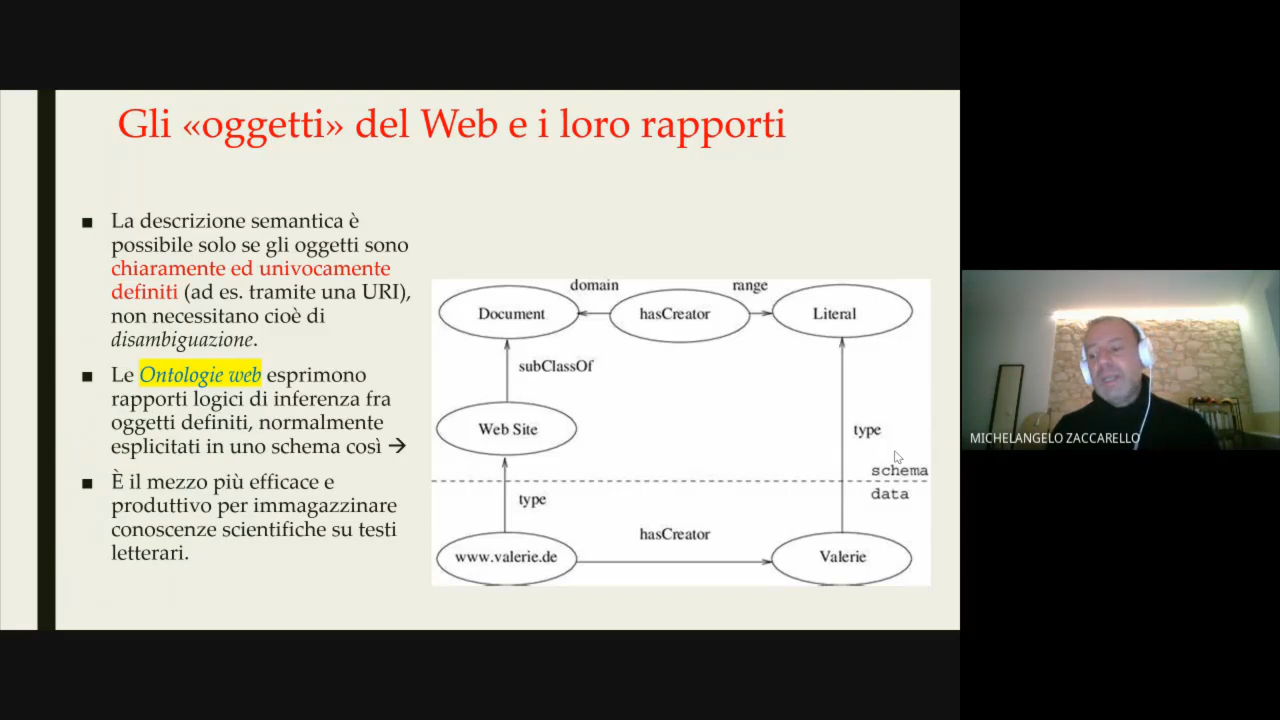 Gli «oggetti» del Web e i loro rapporti
■ La descrizione semantica è
possibile solo se gli oggetti sono
chiaramente ed univocamente
definiti (ad es. tramite una URI),
non necessitano cioè di
disambiguazione.
■ Le Ontologie web esprimono
rapporti logici di inferenza fra
oggetti definiti, normalmente
esplicitati in uno schema così →
■ È il mezzo più efficace e
produttivo per immagazzinare
conoscenze scientifiche su testi
letterari.
domain
range
Document
hasCreator
Literal
subClassOf
Web Site
type
schema
data
type
hasCreator
www.valerie.de
Valerie
MICHELANGELO ZACCARELLO